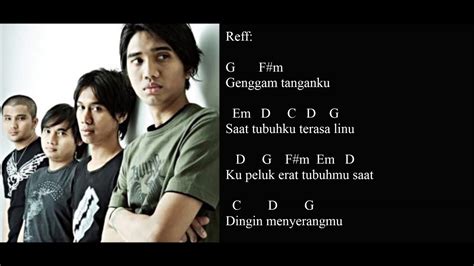 Reff:
G F#m
Genggam tanganku
Em D C D G
Saat tubuhku terasa linu
D G F#m Em D
Ku peluk erat tubuhmu saat
C D G
Dingin menyerangmu